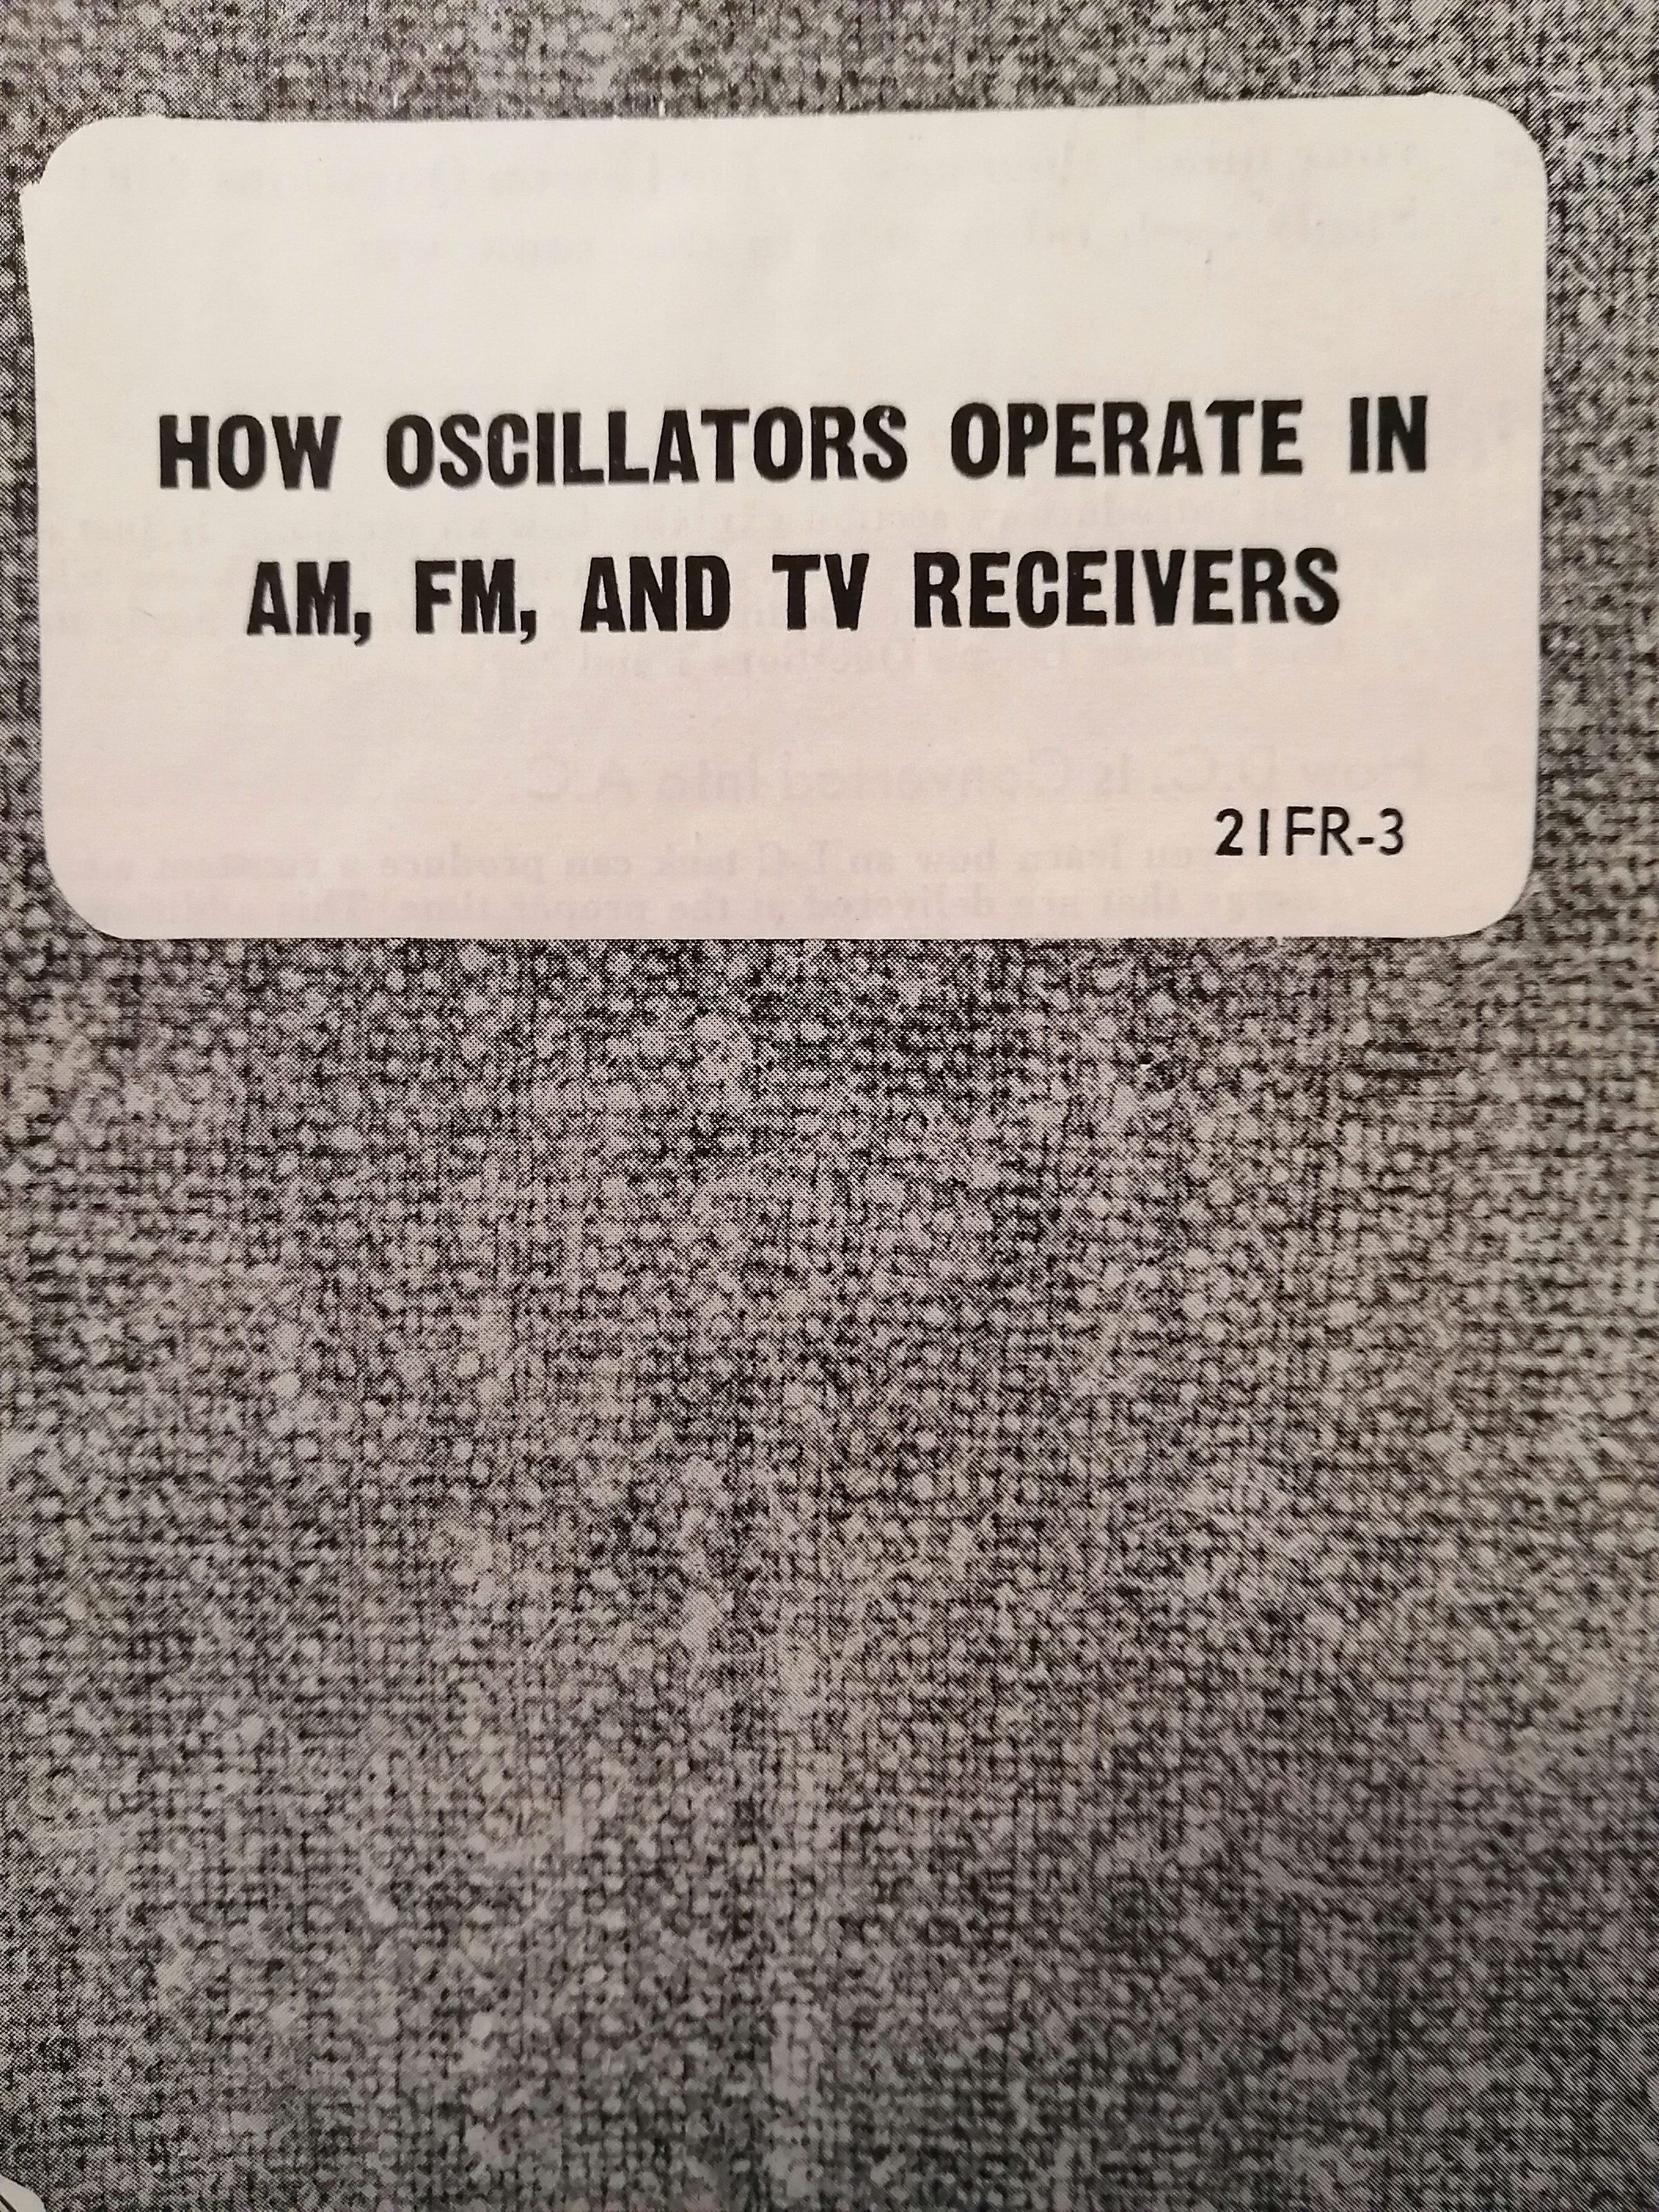 HOW OSCILLATORS OPERATE IN
AM, FM, AND TV RECEIVERS
21FR-3